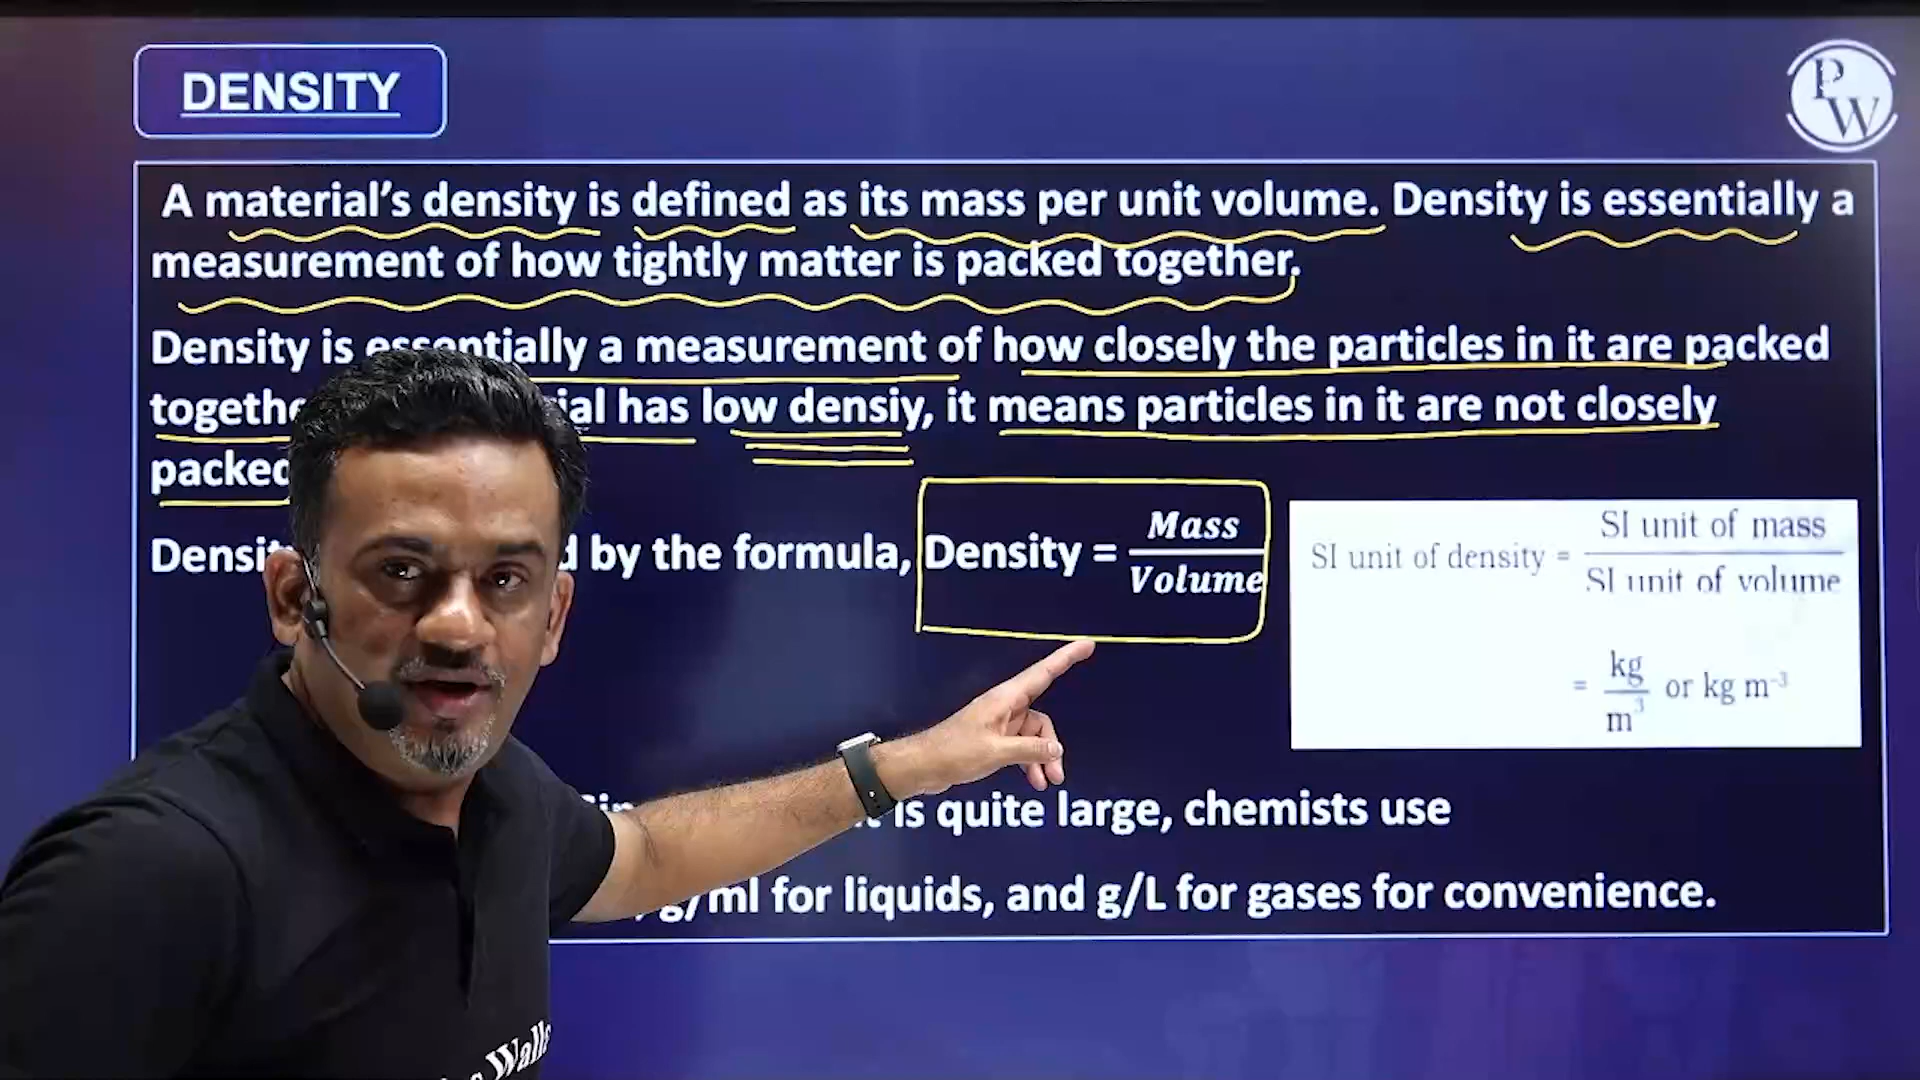 DENSITY
PW
A material's density is defined as its mass per unit volume. Density is essentially a
measurement of how tightly matter is packed together.
Density is essentially a measurement of how closely the particles in it are packed
has low densiy, it means particles in it are not closely
packed
by the formula, Density = Mass / Volume
SI unit of density = SI unit of mass / SI unit of volume
= kg / m³ or kg m⁻³
is quite large, chemists use
g/ml for liquids, and g/L for gases for convenience.